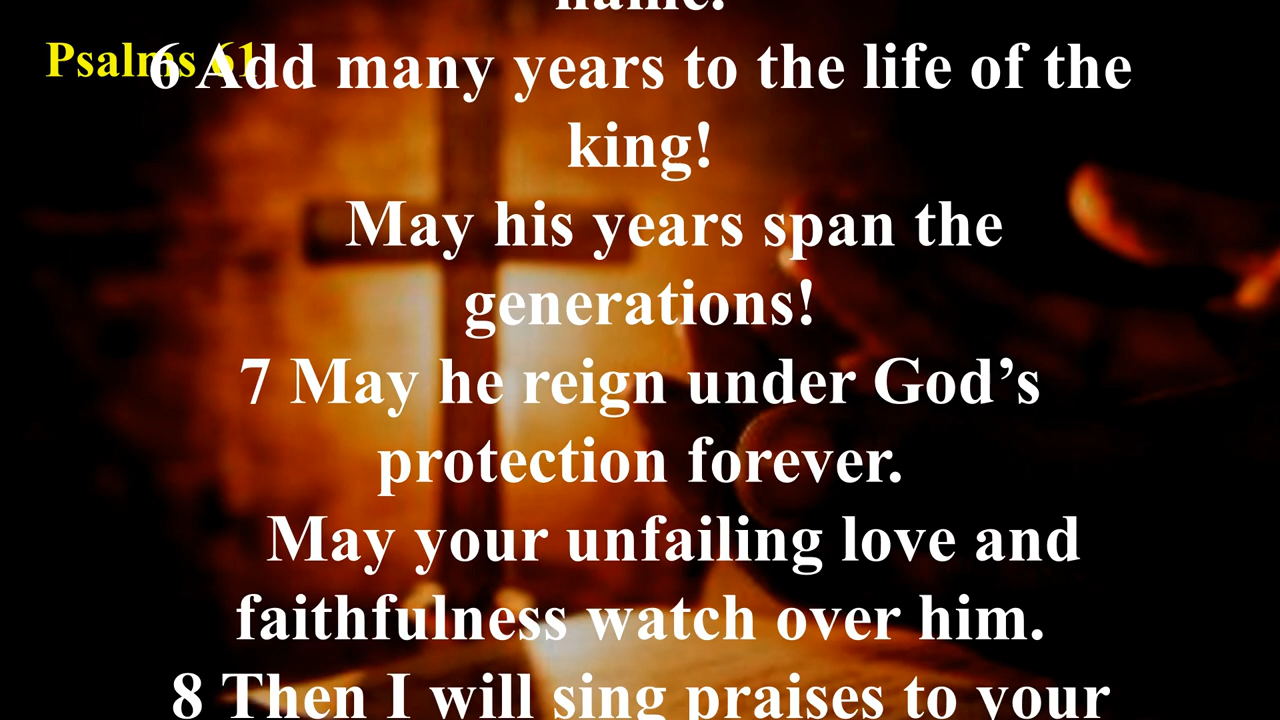 name.
Psalms 61
6 Add many years to the life of the
king!
May his years span the
generations!
7 May he reign under God’s
protection forever.
May your unfailing love and
faithfulness watch over him.
8 Then I will sing praises to your